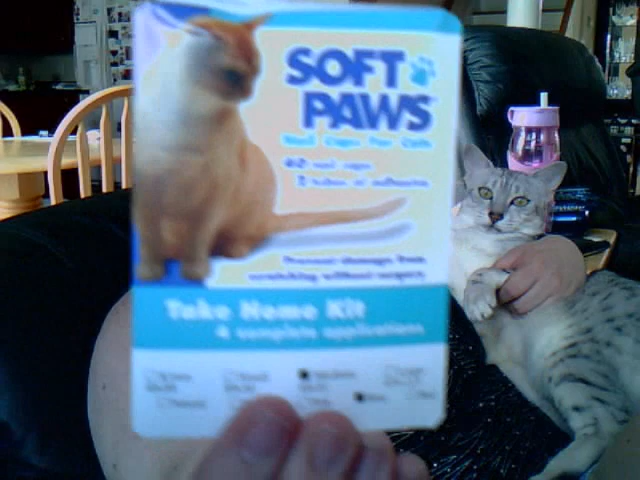 SOFT
PAWS
Nail Caps For Cats
40 nail caps
2 tubes of adhesive
Prevent damage from
scratching without surgery
Take Home Kit
4 complete applications
Medium